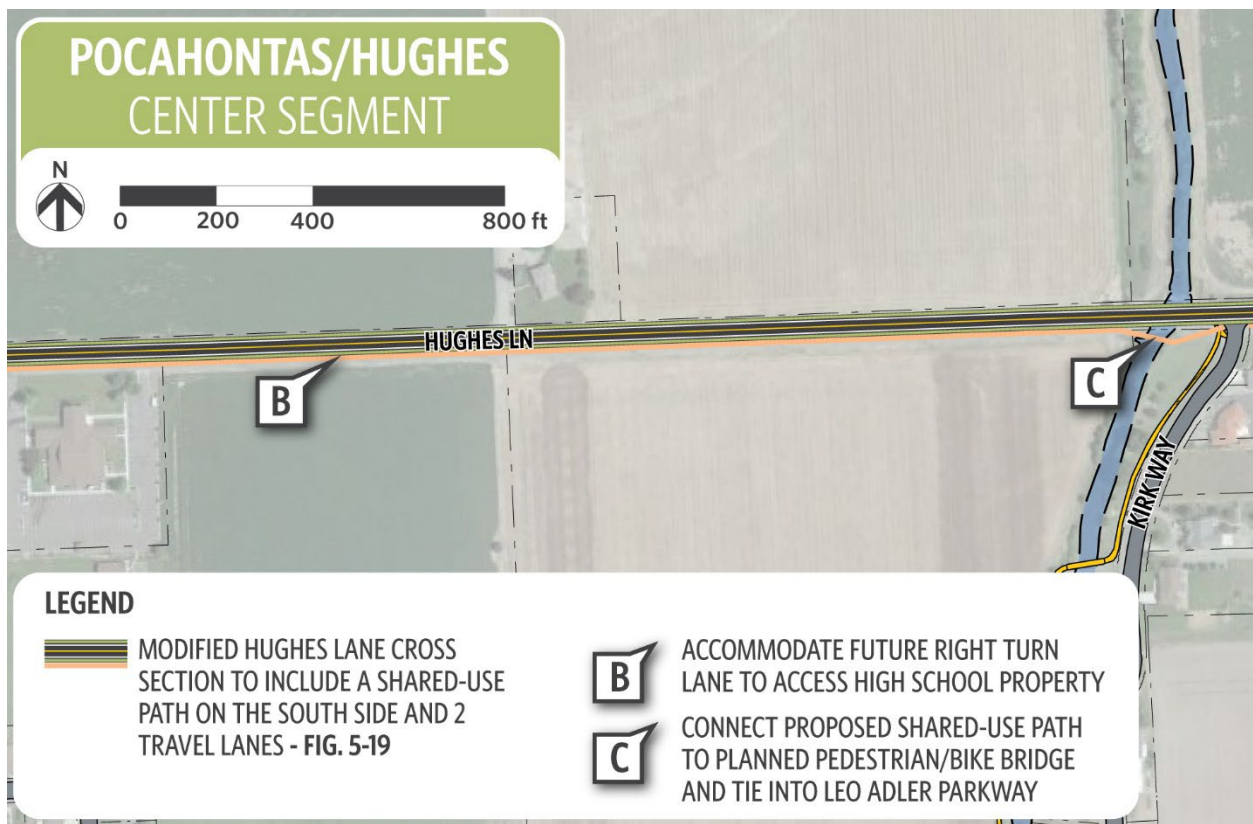 POCAHONTAS/HUGHES
CENTER SEGMENT
N
0 200 400 800 ft
HUGHES LN
B
C
KIRK WAY
LEGEND
MODIFIED HUGHES LANE CROSS
SECTION TO INCLUDE A SHARED-USE
PATH ON THE SOUTH SIDE AND 2
TRAVEL LANES - FIG. 5-19
B
ACCOMMODATE FUTURE RIGHT TURN
LANE TO ACCESS HIGH SCHOOL PROPERTY
C
CONNECT PROPOSED SHARED-USE PATH
TO PLANNED PEDESTRIAN/BIKE BRIDGE
AND TIE INTO LEO ADLER PARKWAY